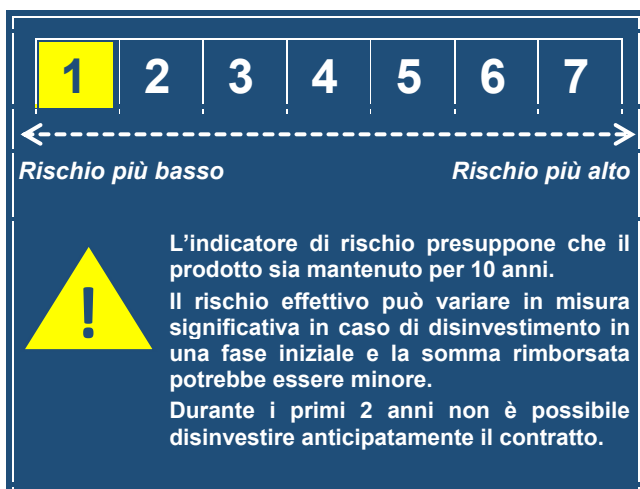 1 2 3 4 5 6 7
Rischio più basso Rischio più alto
!
L'indicatore di rischio presuppone che il
prodotto sia mantenuto per 10 anni.
Il rischio effettivo può variare in misura
significativa in caso di disinvestimento in
una fase iniziale e la somma rimborsata
potrebbe essere minore.
Durante i primi 2 anni non è possibile
disinvestire anticipatamente il contratto.